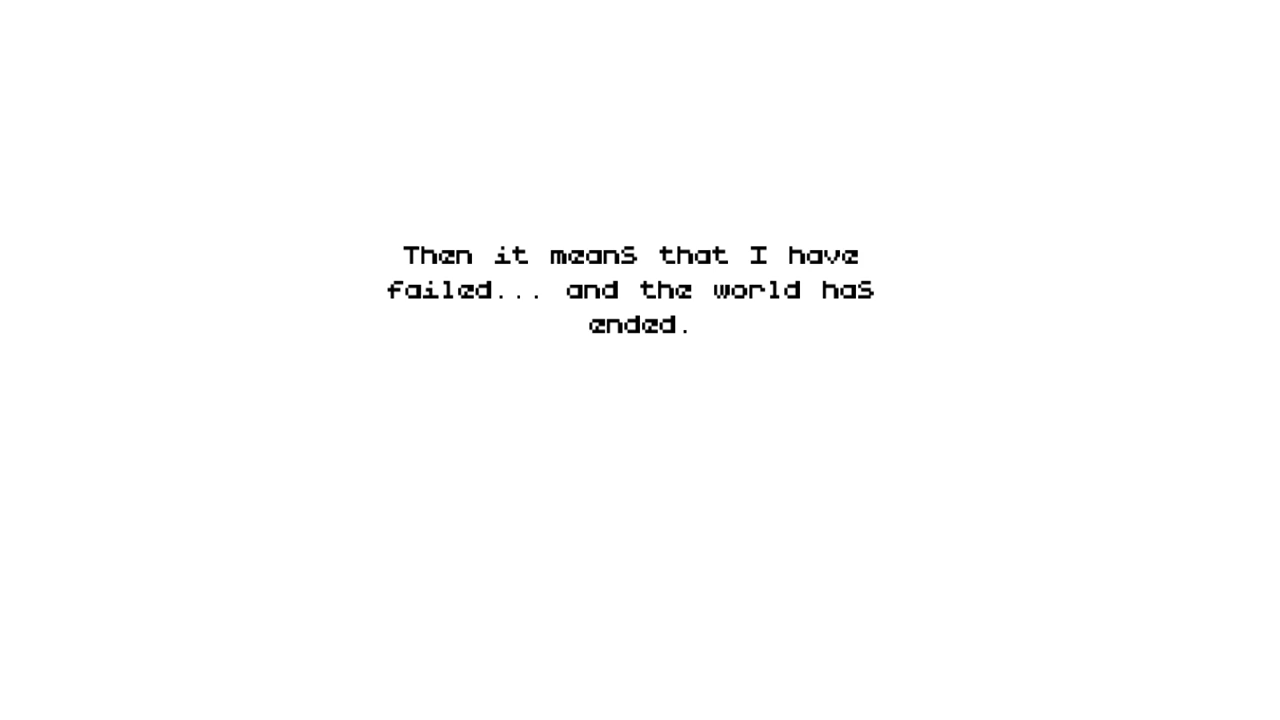 Then it means that I have
failed... and the world has
ended.